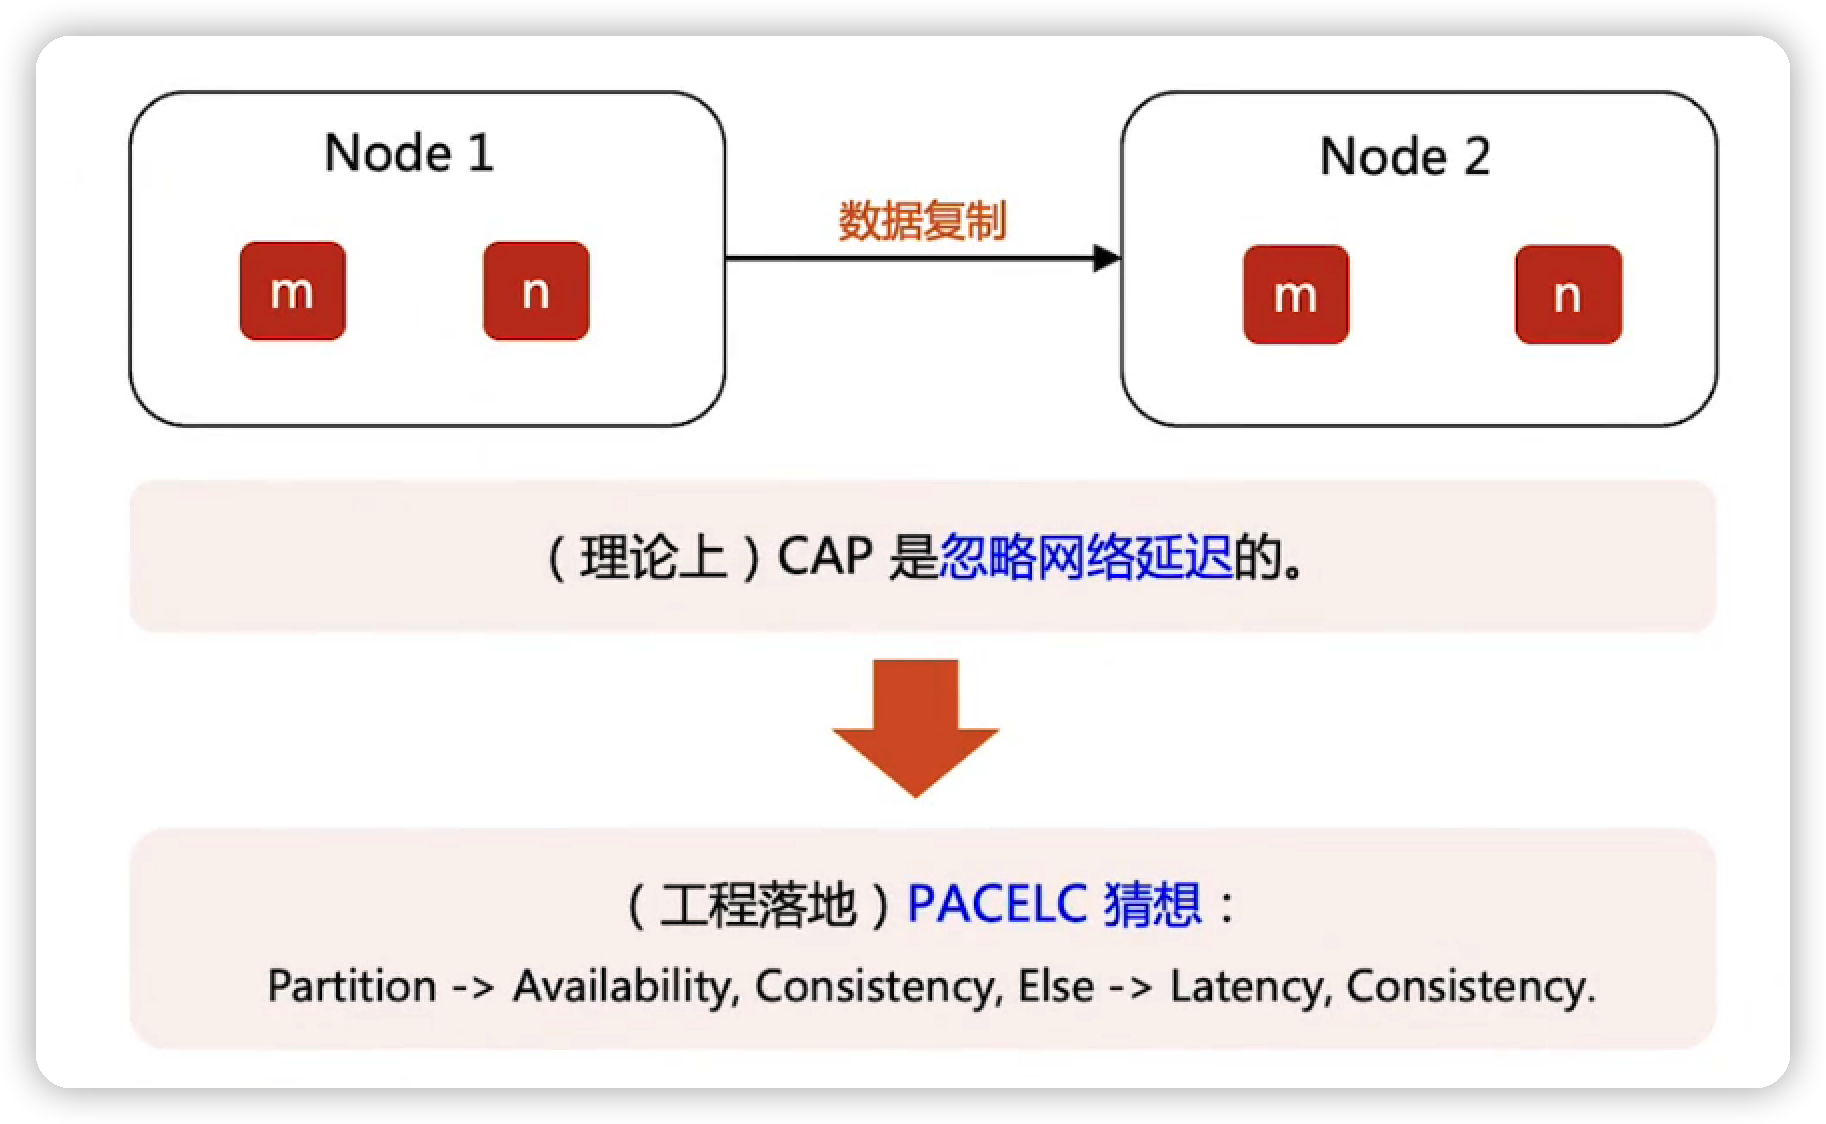 Node 1
m n
数据复制
Node 2
m n
（理论上）CAP 是忽略网络延迟的。
（工程落地）PACELC 猜想：
Partition -> Availability, Consistency, Else -> Latency, Consistency.